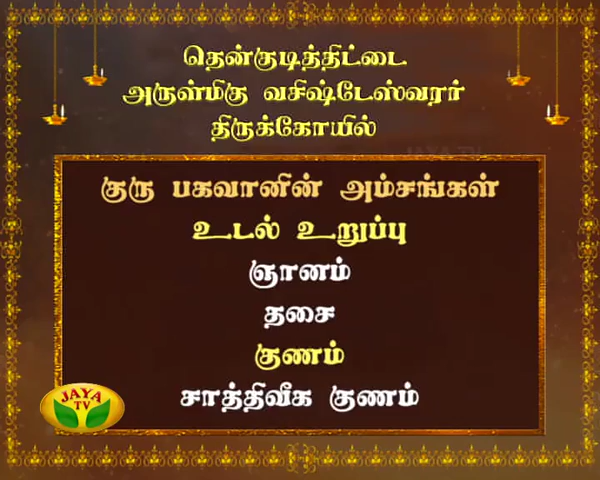 தென்குடித்திட்டை
அருள்மிகு வசிஷ்டேஸ்வரர்
திருக்கோயில்
குரு பகவானின் அம்சங்கள்
உடல் உறுப்பு
ஞானம்
தசை
குணம்
சாத்திவீக குணம்
JAYA
TV